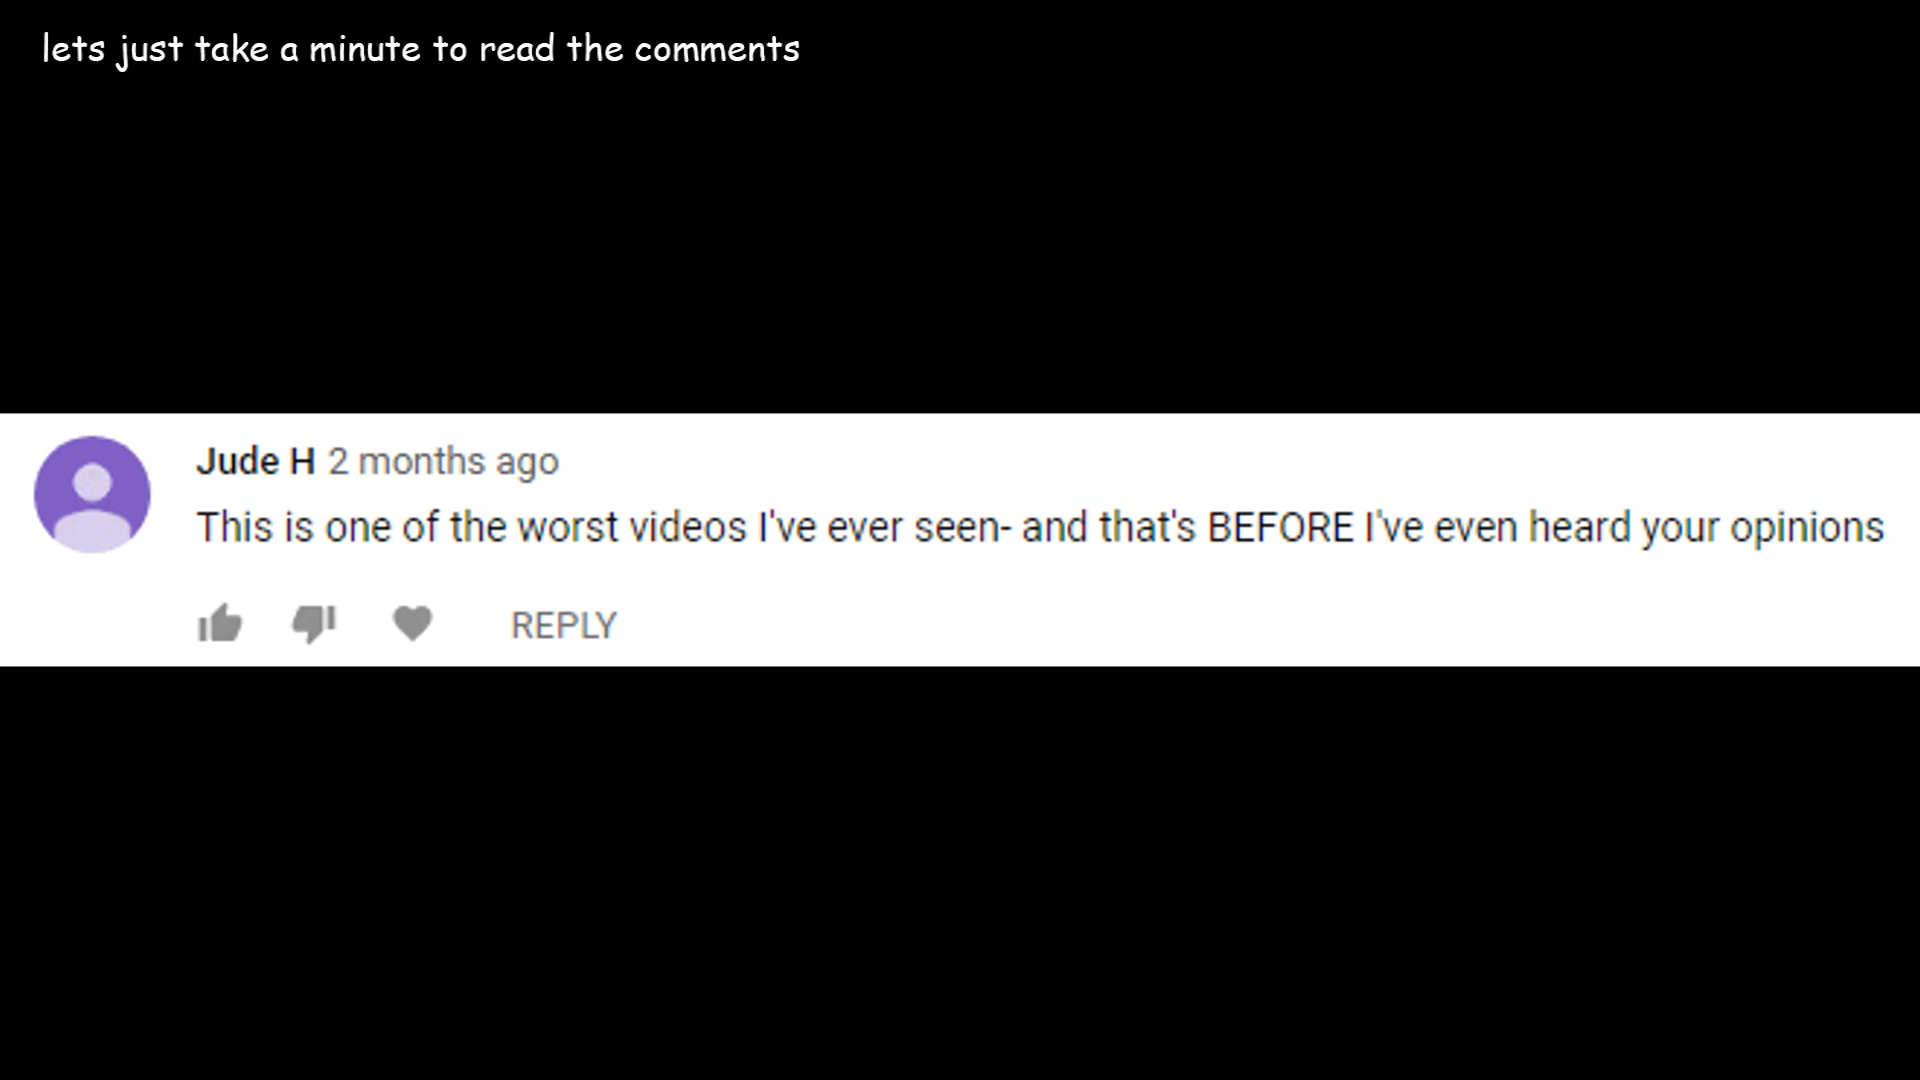 lets just take a minute to read the comments
Jude H 2 months ago
This is one of the worst videos I've ever seen- and that's BEFORE I've even heard your opinions
REPLY